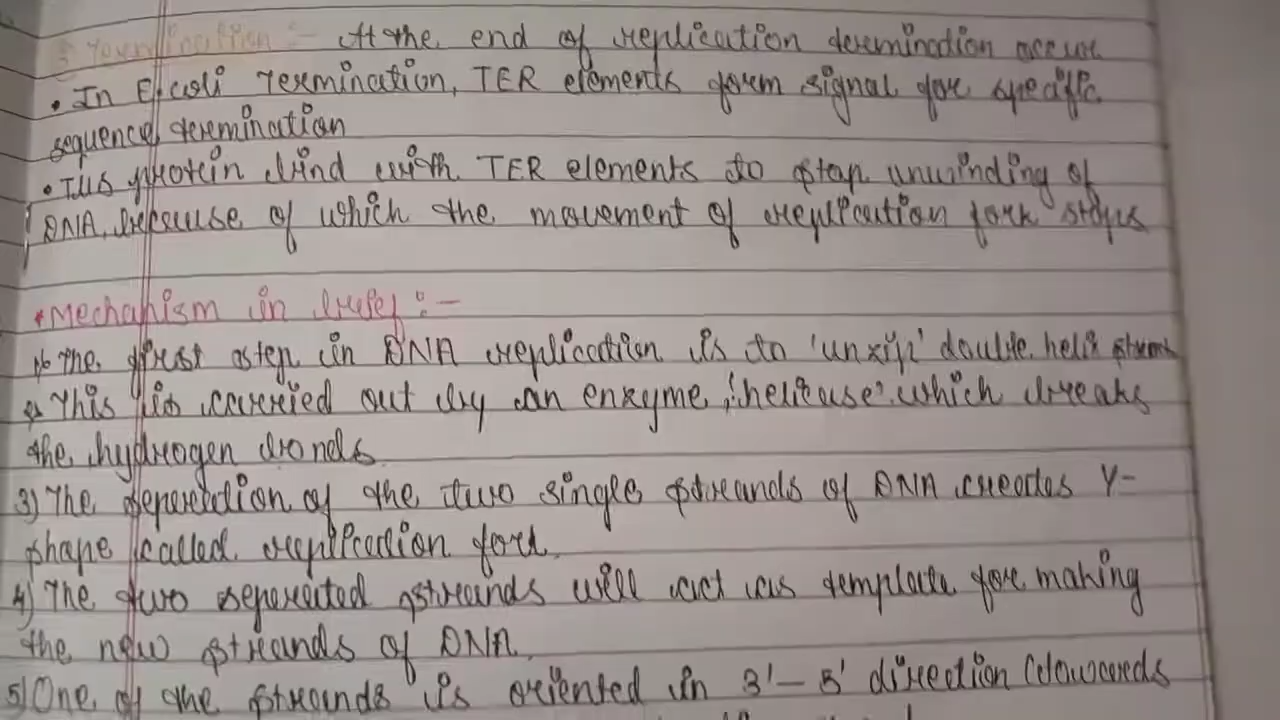 3) Termination :- At the end of replication termination occur
• In E.coli Termination, TER elements form signal for specific
sequence termination
• TUS protein bind with TER elements to stop unwinding of
DNA, because of which the movement of replication fork stops
* Mechanism in brief :-
1) The first step in DNA replication is to 'unzip' double helix
2) This is carried out by an enzyme 'helicase' which breaks
the hydrogen bonds
3) The seperation of the two single strands of DNA creates Y-
shape called replication fork
4) The two seperated strands will act as template for making
the new strands of DNA
5) One of the strands is oriented in 3'-5' direction (towards